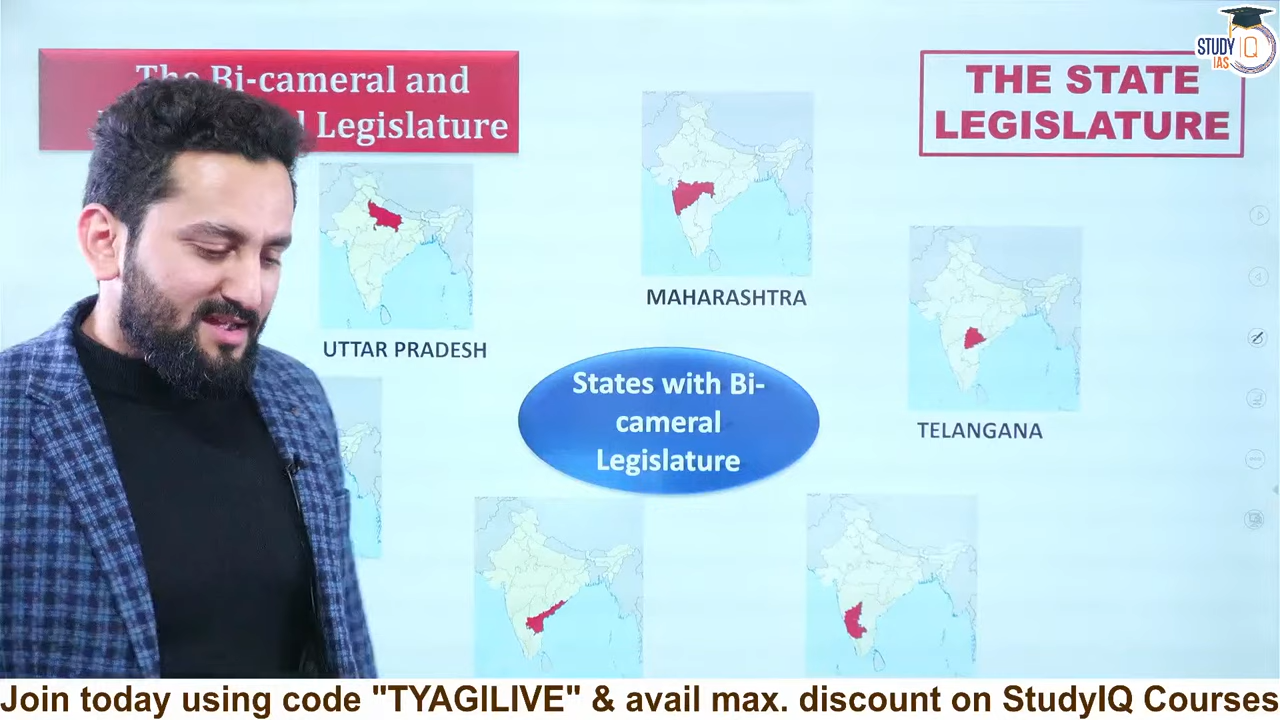 The Bi-cameral and
Legislature
THE STATE
LEGISLATURE
STUDY IQ
IAS
MAHARASHTRA
UTTAR PRADESH
TELANGANA
States with Bi-
cameral
Legislature
Join today using code "TYAGILIVE" & avail max. discount on StudyIQ Courses